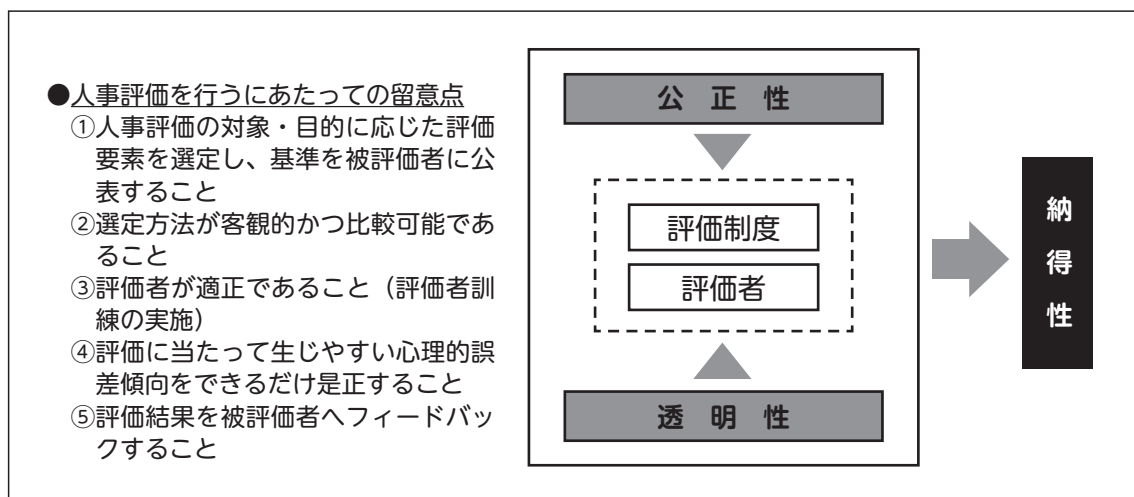 ●人事評価を行うにあたっての留意点
①人事評価の対象・目的に応じた評価
要素を選定し、基準を被評価者に公
表すること
②選定方法が客観的かつ比較可能であ
ること
③評価者が適正であること（評価者訓
練の実施）
④評価に当たって生じやすい心理的誤
差傾向をできるだけ是正すること
⑤評価結果を被評価者へフィードバッ
クすること
公 正 性
評価制度
評価者
透 明 性
納得性